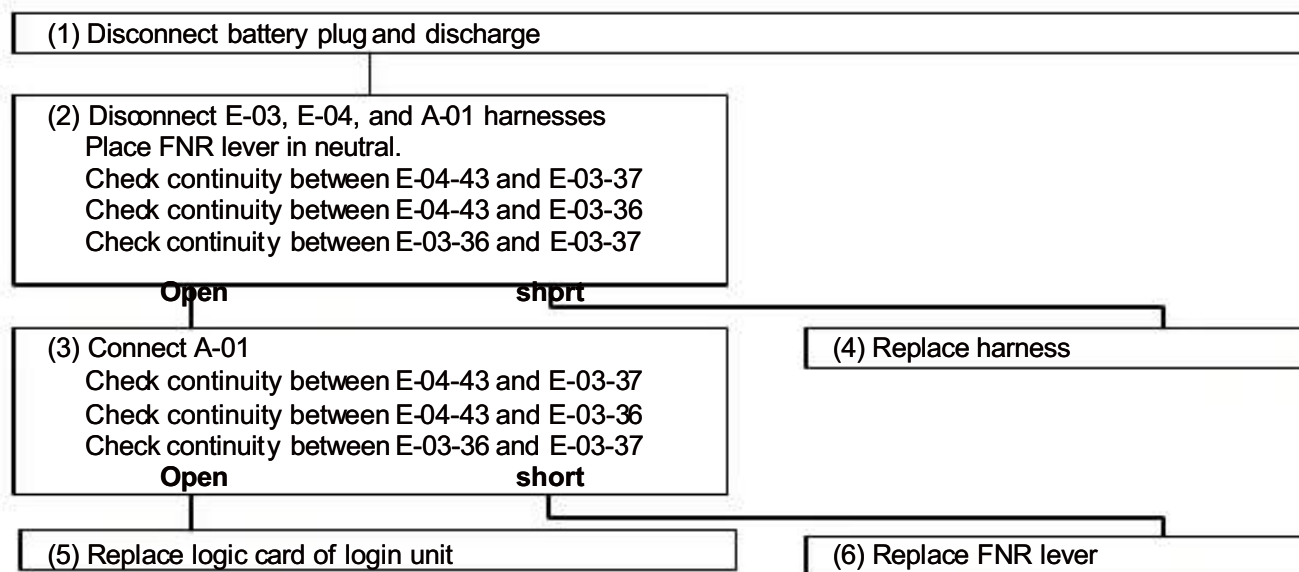 (1) Disconnect battery plug and discharge
(2) Disconnect E-03, E-04, and A-01 harnesses
Place FNR lever in neutral.
Check continuity between E-04-43 and E-03-37
Check continuity between E-04-43 and E-03-36
Check continuity between E-03-36 and E-03-37
Open short
(3) Connect A-01
(4) Replace harness
Check continuity between E-04-43 and E-03-37
Check continuity between E-04-43 and E-03-36
Check continuity between E-03-36 and E-03-37
Open short
(5) Replace logic card of login unit
(6) Replace FNR lever